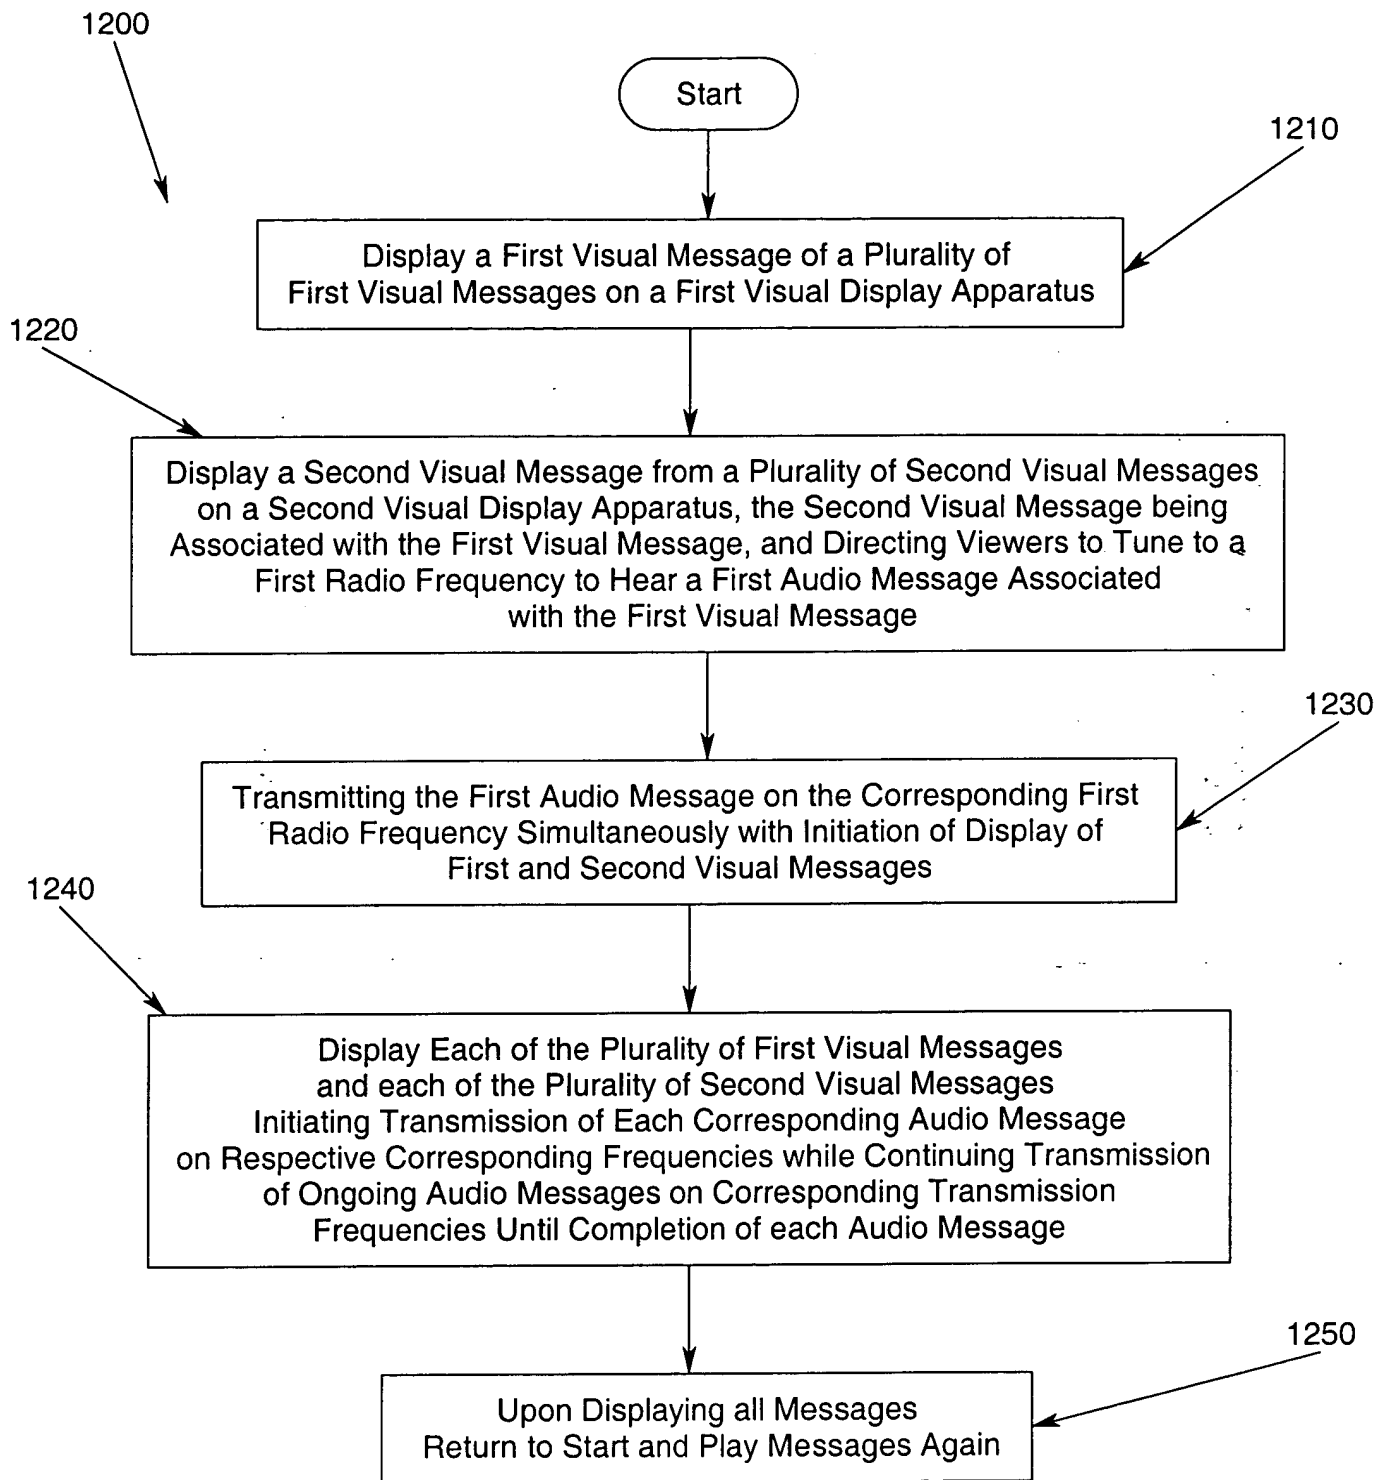 1200
Start
1210
Display a First Visual Message of a Plurality of
First Visual Messages on a First Visual Display Apparatus
1220
Display a Second Visual Message from a Plurality of Second Visual Messages
on a Second Visual Display Apparatus, the Second Visual Message being
Associated with the First Visual Message, and Directing Viewers to Tune to a
First Radio Frequency to Hear a First Audio Message Associated
with the First Visual Message
1230
Transmitting the First Audio Message on the Corresponding First
Radio Frequency Simultaneously with Initiation of Display of
First and Second Visual Messages
1240
Display Each of the Plurality of First Visual Messages
and each of the Plurality of Second Visual Messages
Initiating Transmission of Each Corresponding Audio Message
on Respective Corresponding Frequencies while Continuing Transmission
of Ongoing Audio Messages on Corresponding Transmission
Frequencies Until Completion of each Audio Message
1250
Upon Displaying all Messages
Return to Start and Play Messages Again